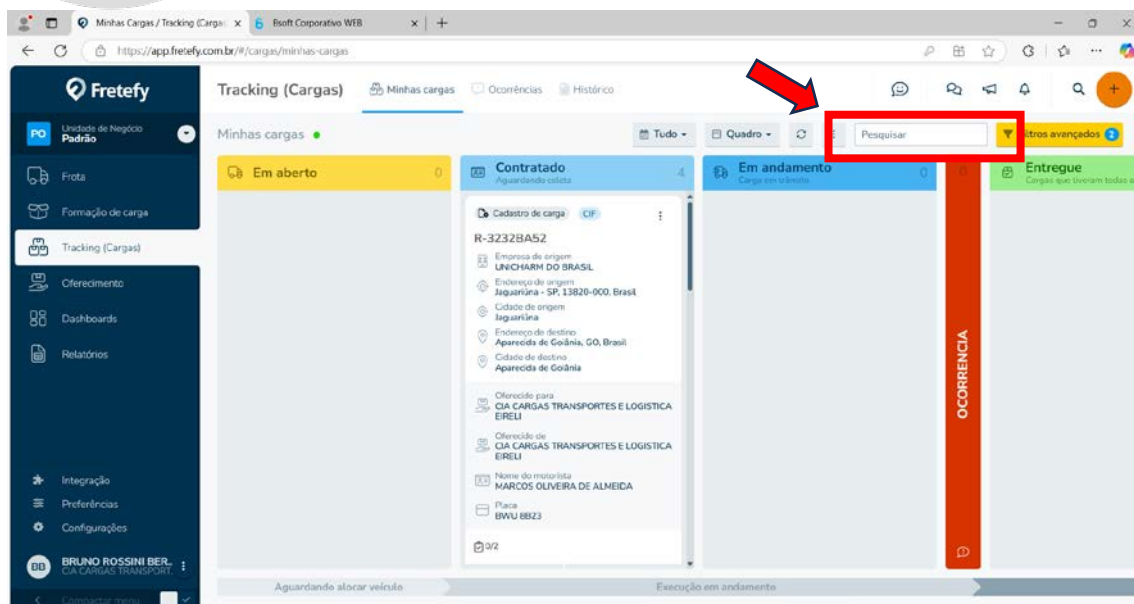 Minhas Cargas / Tracking (Cargas
Bsoft Corporativo WEB
https://app.fretefy.com.br/#/cargas/minhas-cargas
Fretefy
Tracking (Cargas)
Minhas cargas
Ocorrências
Histórico
PO
Unidade de Negócio
Padrão
Minhas cargas
Tudo
Quadro
Pesquisar
ltros avançados 2
Frota
Formação de carga
Tracking (Cargas)
Oferecimento
Dashboards
Relatórios
Integração
Preferências
Configurações
BB
BRUNO ROSSINI BER..
CIA CARGAS TRANSPORT.
Compactar menu
Em aberto
0
Contratado
4
Aguardando coleta
Cadastro de carga
CIF
R-3232BA52
Empresa de origem
UNICHARM DO BRASIL
Endereço de origem
Jaguariúna - SP, 13820-000, Brasil
Cidade de origem
Jaguariúna
Endereço de destino
Aparecida de Goiânia, GO, Brasil
Cidade de destino
Aparecida de Goiânia
Oferecido para
CIA CARGAS TRANSPORTES E LOGISTICA
EIRELI
Oferecido de
CIA CARGAS TRANSPORTES E LOGISTICA
EIRELI
Nome do motorista
MARCOS OLIVEIRA DE ALMEIDA
Placa
BWU 8B23
0/2
Em andamento
0
Carga em trânsito
0
OCORRENCIA
Entregue
Cargas que tiveram todas a
Aguardando alocar veículo
Execução em andamento